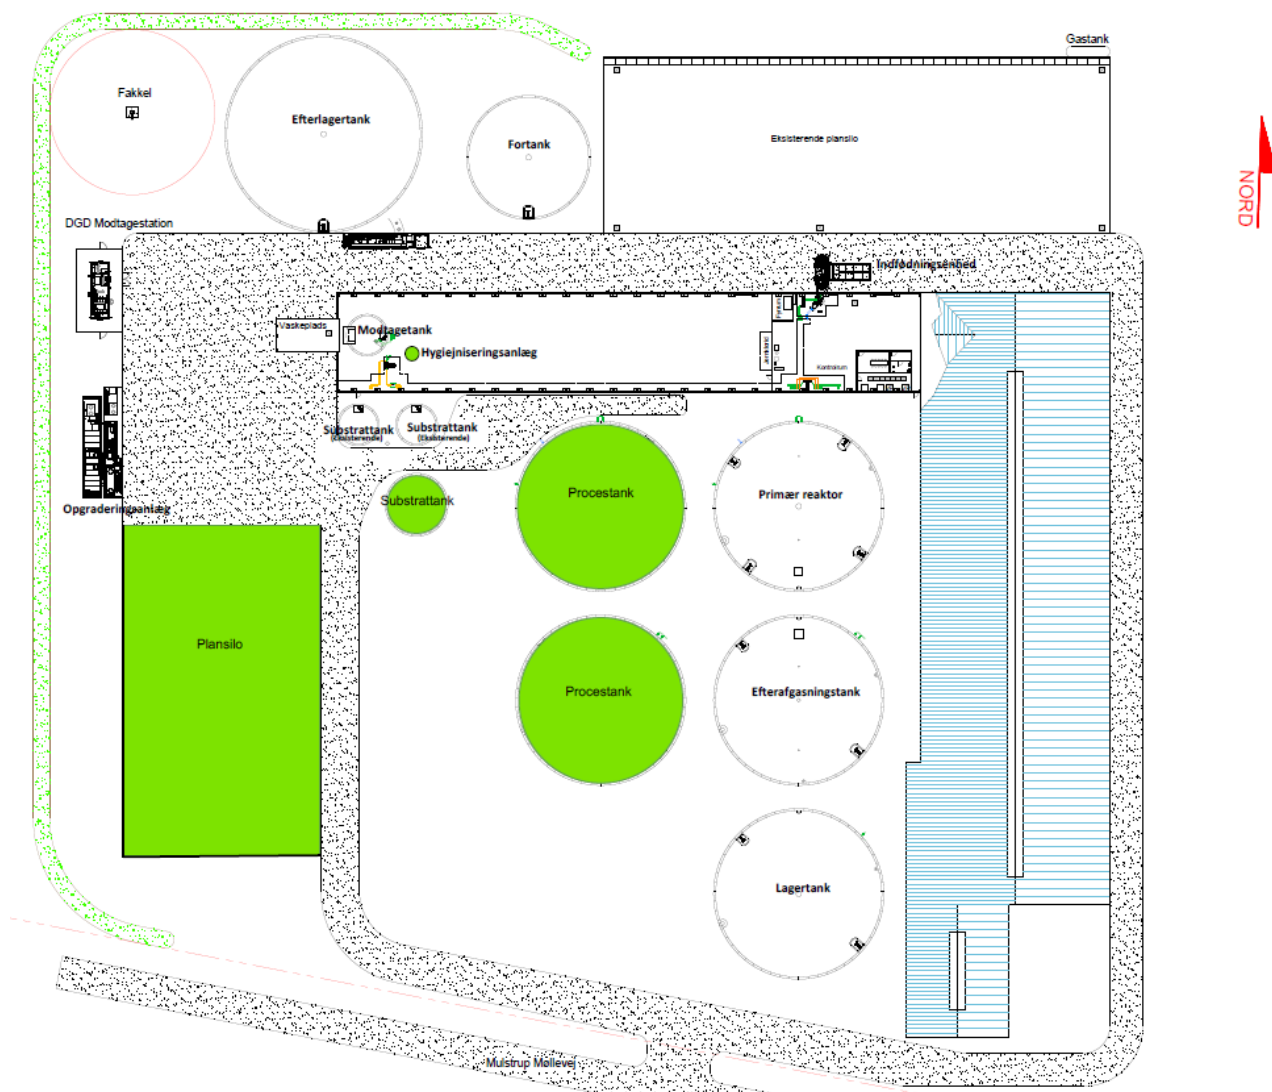 Gastank
Fakkel
Efterlagertank
Fortank
Eksisterende plansilo
NORD
DGD Modtagestation
Indfødningsenhed
Vaskeplads
Modtagetank
Hygiejniseringsanlæg
Kontrolrum
Substrattank
(Eksisterende)
Substrattank
(Eksisterende)
Substrattank
Procestank
Primær reaktor
Opgraderingsanlæg
Plansilo
Procestank
Efterafgasningstank
Lagertank
Mulstrup Møllevej